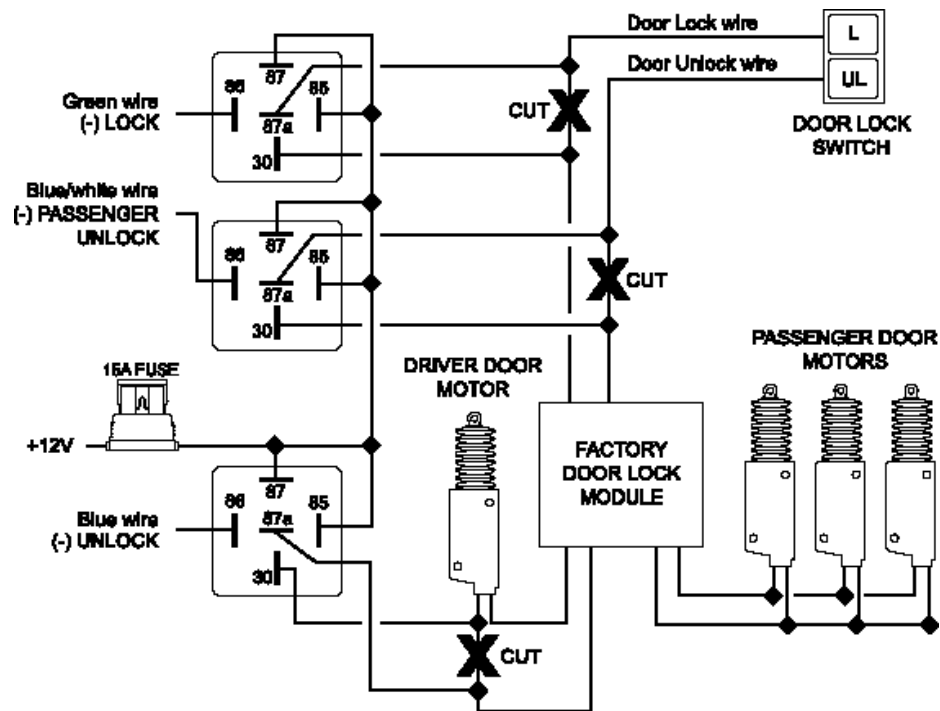 Door Lock wire
L
Door Unlock wire
UL
DOOR LOCK
SWITCH
CUT
87
86
85
87a
30
Green wire
(-) LOCK
Blue/white wire
(-) PASSENGER
UNLOCK
87
86
85
87a
30
CUT
15A FUSE
+12V
DRIVER DOOR
MOTOR
PASSENGER DOOR
MOTORS
FACTORY
DOOR LOCK
MODULE
87
86
85
87a
30
Blue wire
(-) UNLOCK
CUT